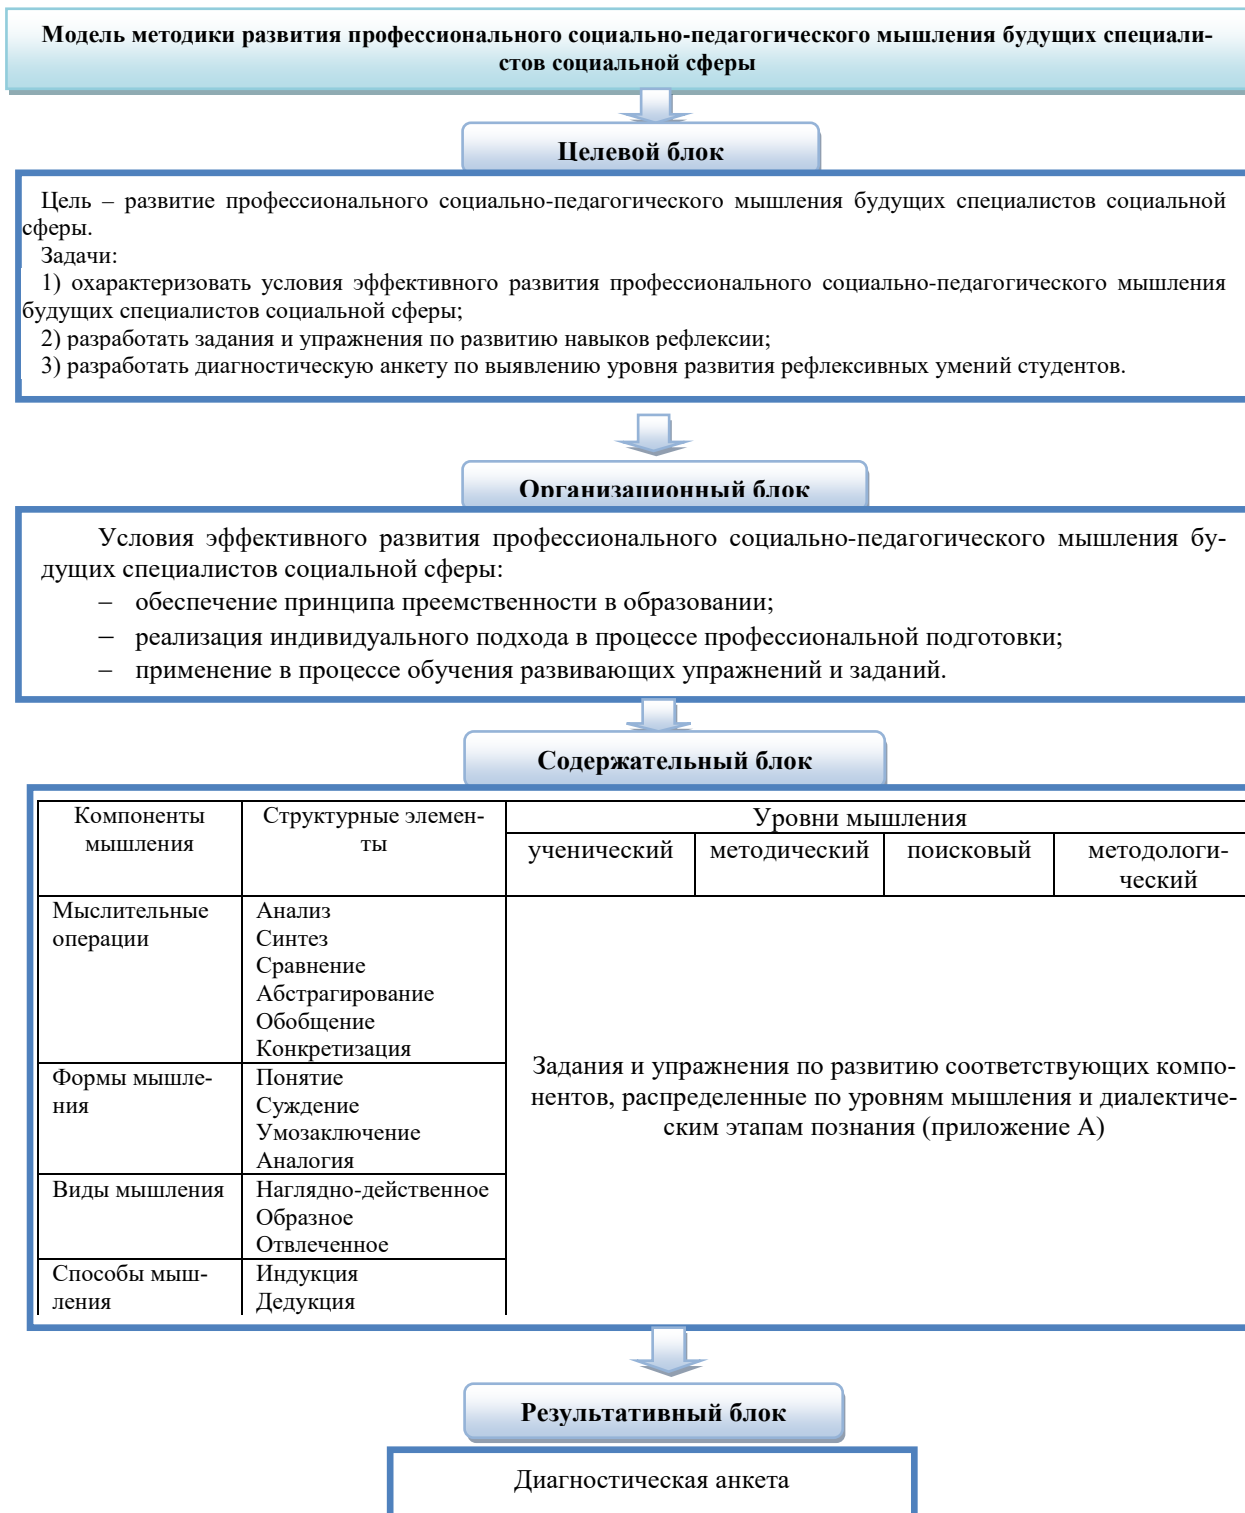 Модель методики развития профессионального социально-педагогического мышления будущих специали-
стов социальной сферы
Целевой блок
Цель – развитие профессионального социально-педагогического мышления будущих специалистов социальной
сферы.
Задачи:
1) охарактеризовать условия эффективного развития профессионального социально-педагогического мышления
будущих специалистов социальной сферы;
2) разработать задания и упражнения по развитию навыков рефлексии;
3) разработать диагностическую анкету по выявлению уровня развития рефлексивных умений студентов.
Организационный блок
Условия эффективного развития профессионального социально-педагогического мышления бу-
дущих специалистов социальной сферы:
– обеспечение принципа преемственности в образовании;
– реализация индивидуального подхода в процессе профессиональной подготовки;
– применение в процессе обучения развивающих упражнений и заданий.
Содержательный блок
Компоненты
мышления
Структурные элемен-
ты
Уровни мышления
ученический
методический
поисковый
методологи-
ческий
Мыслительные
операции
Анализ
Синтез
Сравнение
Абстрагирование
Обобщение
Конкретизация
Формы мышле-
ния
Понятие
Суждение
Умозаключение
Аналогия
Виды мышления
Наглядно-действенное
Образное
Отвлеченное
Способы мыш-
ления
Индукция
Дедукция
Задания и упражнения по развитию соответствующих компо-
нентов, распределенные по уровням мышления и диалектиче-
ским этапам познания (приложение А)
Результативный блок
Диагностическая анкета